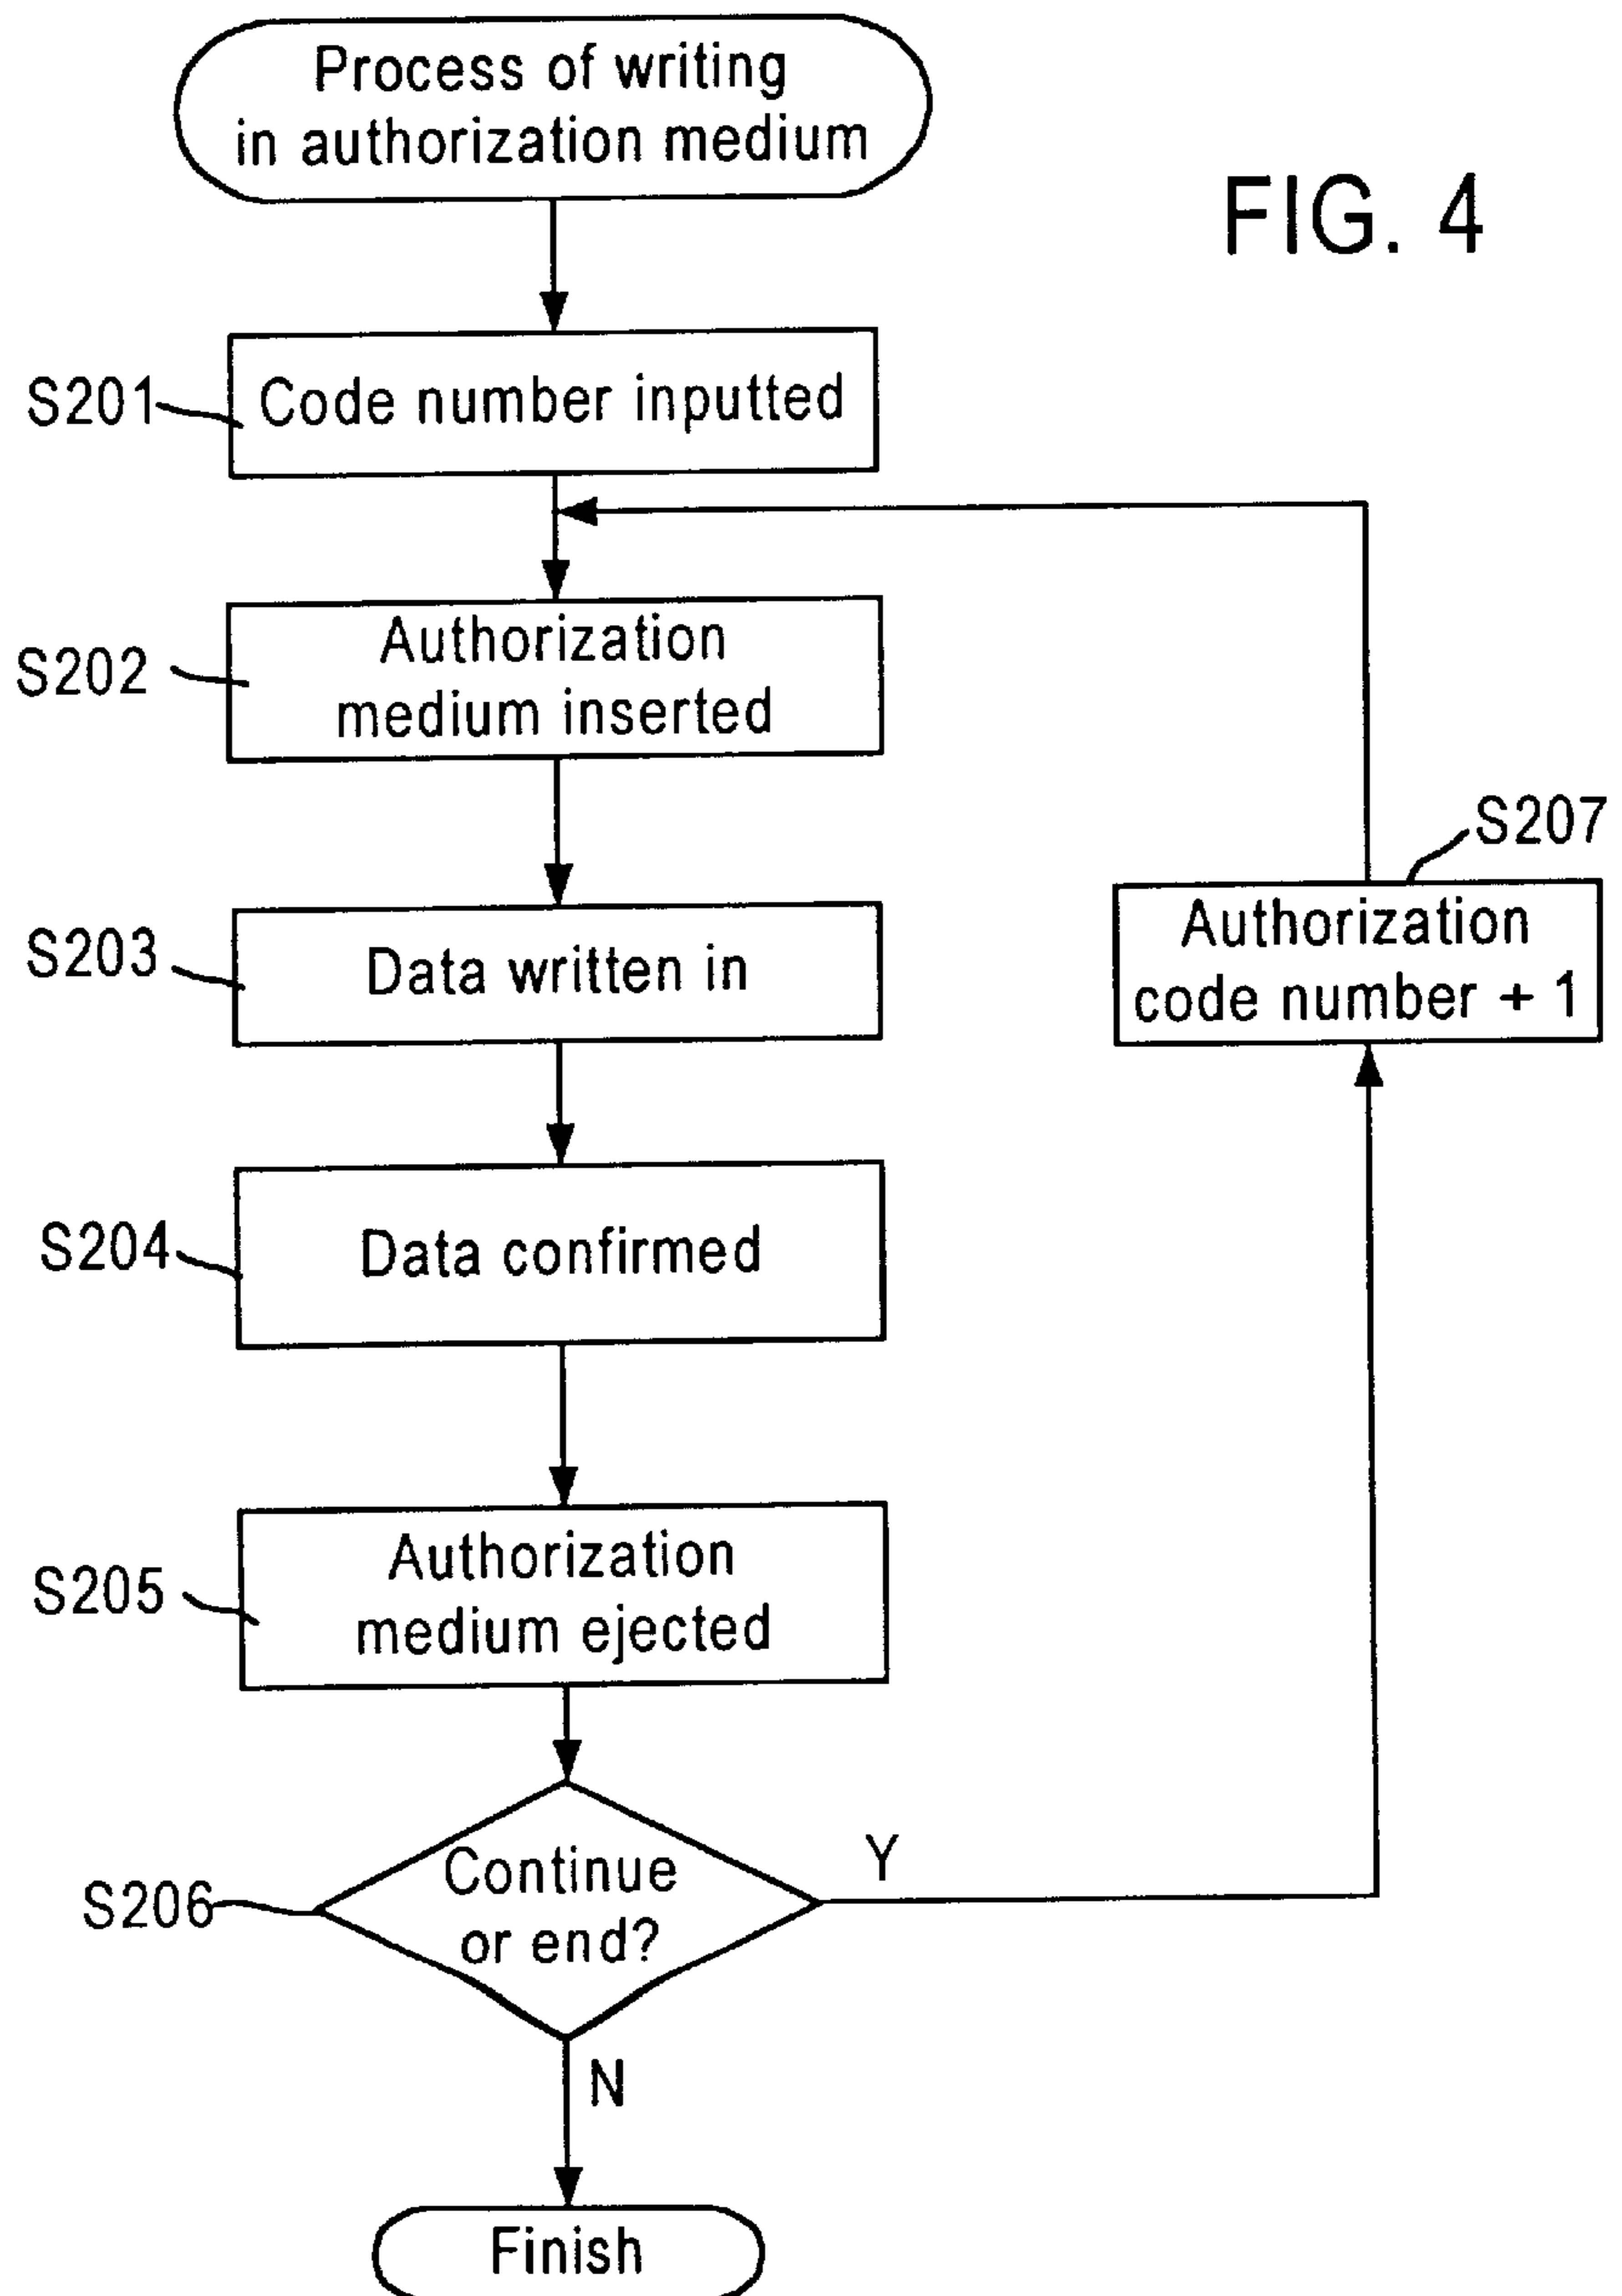 Process of writing
in authorization medium
FIG. 4
S201
Code number inputted
S202
Authorization
medium inserted
S207
Authorization
code number + 1
S203
Data written in
S204
Data confirmed
S205
Authorization
medium ejected
S206
Continue
or end?
Y
N
Finish